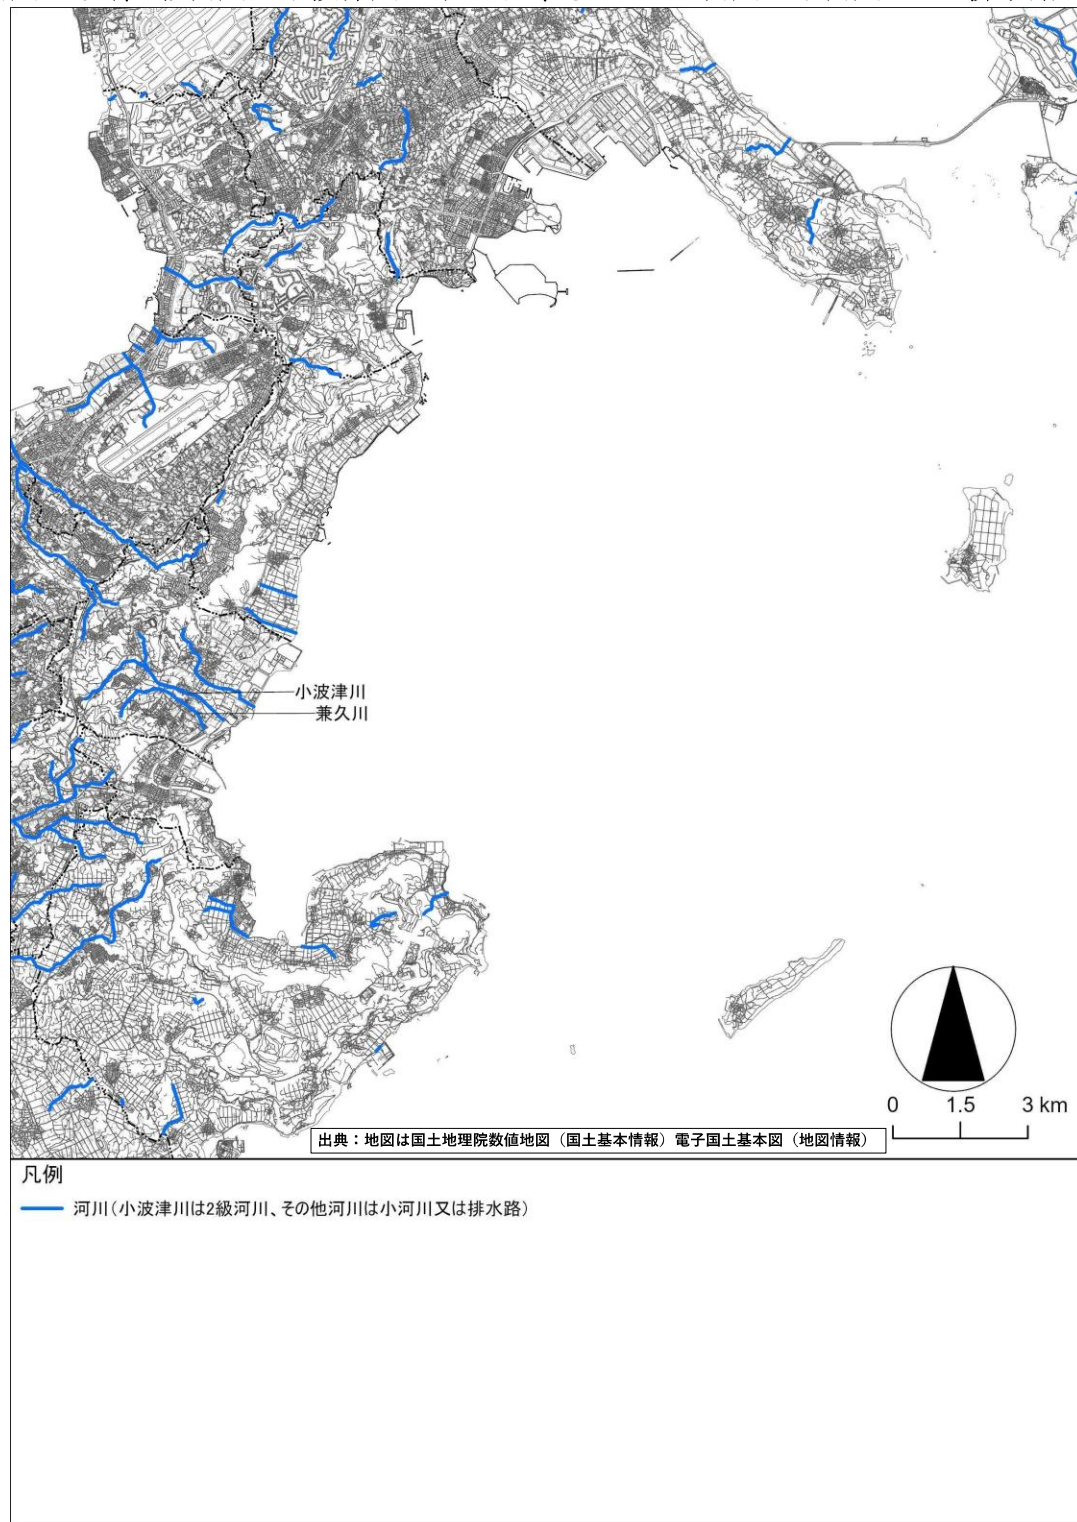 小波津川
兼久川
0 1.5 3 km
出典：地図は国土地理院数値地図（国土基本情報）電子国土基本図（地図情報）
凡例
河川（小波津川は2級河川、その他河川は小河川又は排水路）